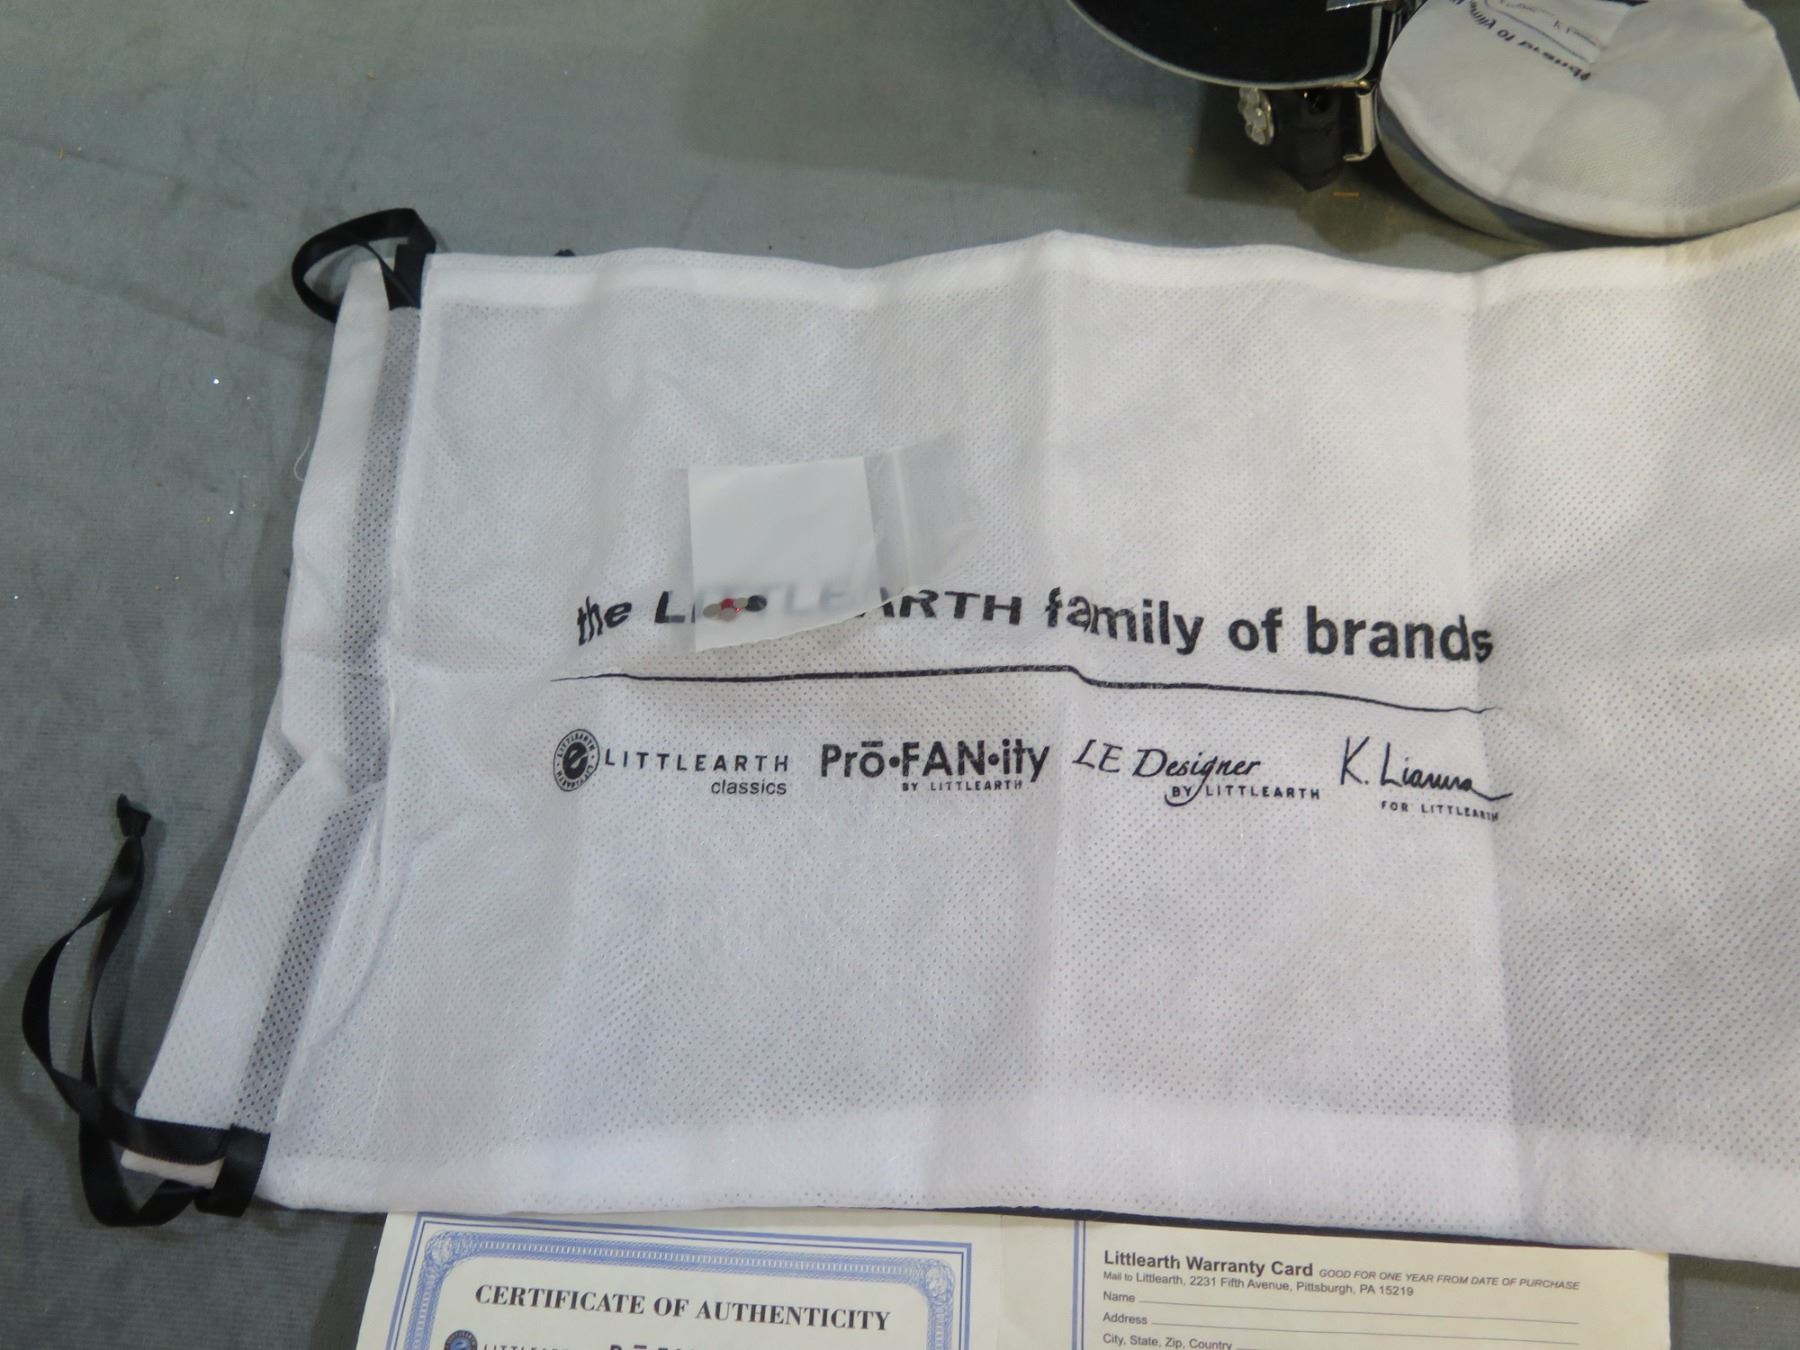 the LITTLEARTH family of brands
LITTLEARTH
classics
Prō•FAN•ity
BY LITTLEARTH
LE Designer
BY LITTLEARTH
K. Lianna
FOR LITTLEARTH
CERTIFICATE OF AUTHENTICITY
Littlearth Warranty Card GOOD FOR ONE YEAR FROM DATE OF PURCHASE
Mail to Littlearth, 2231 Fifth Avenue, Pittsburgh, PA 15219
Name
Address
City, State, Zip, Country